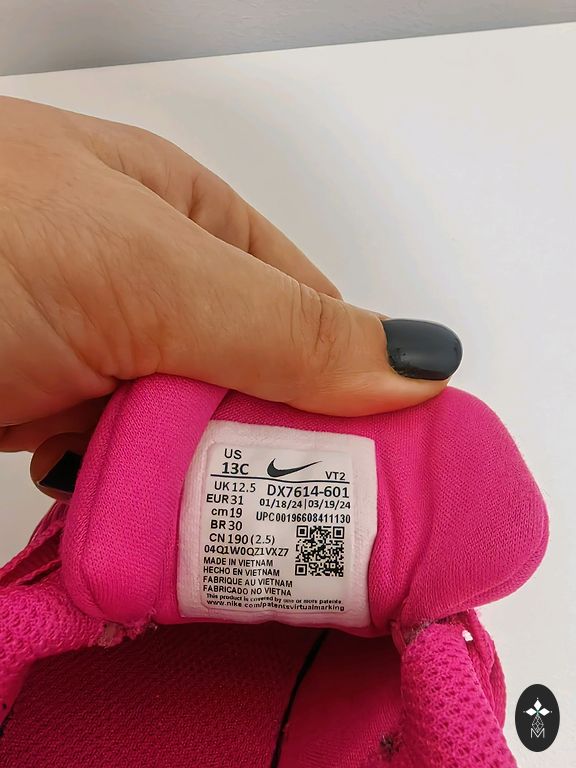 US
13C
VT2
UK 12.5 DX7614-601
EUR 31 01/18/24 | 03/19/24
cm 19 UPC00196608411130
BR 30
CN 190 (2.5)
04Q1W0QZ1VXZ7
MADE IN VIETNAM
HECHO EN VIETNAM
FABRIQUE AU VIETNAM
FABRICADO NO VIETNA
This product is covered by one or more patents
www.nike.com/patentsvirtualmarking
M